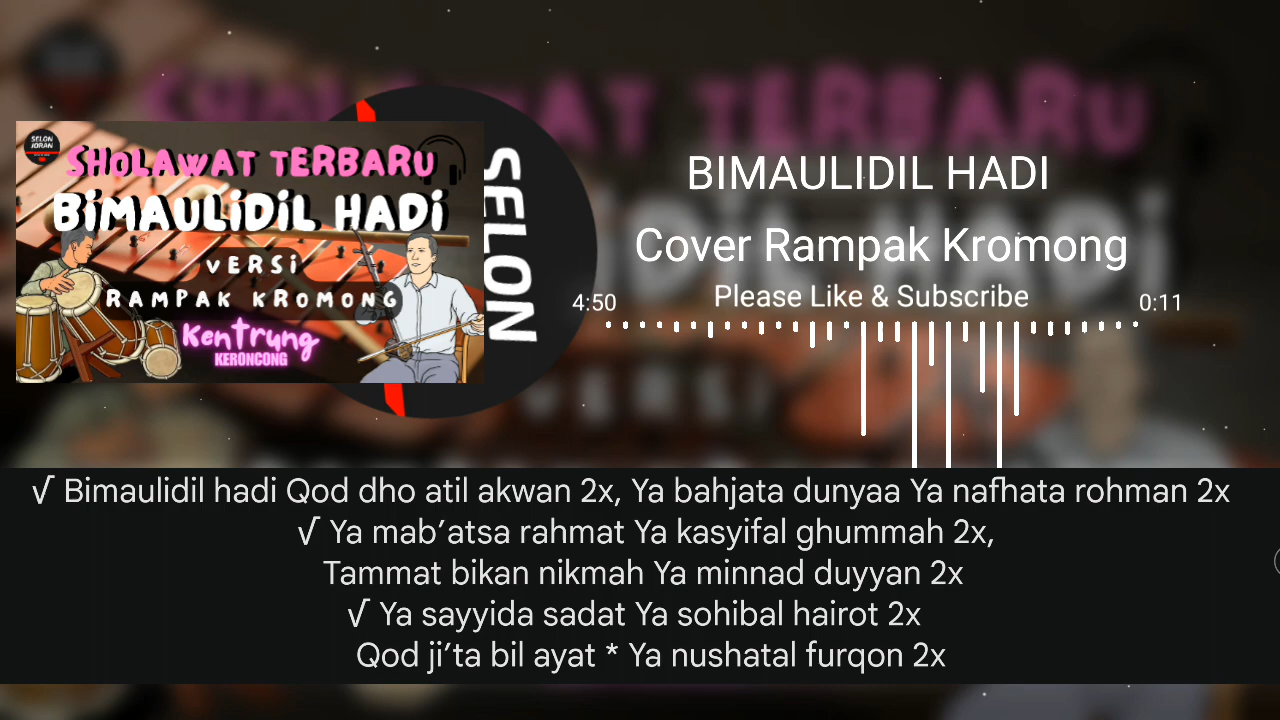 SELON
JORAN
SHOLAWAT TERBARU
BiMAULiDiL HADi
vERSi
RAMPAK KROMONG
Kentrung
KERONCONG
SELON
BIMAULIDIL HADI
Cover Rampak Kromong
Please Like & Subscribe
4:50
0:11
√ Bimaulidil hadi Qod dho atil akwan 2x, Ya bahjata dunyaa Ya nafhata rohman 2x
√ Ya mab’atsa rahmat Ya kasyifal ghummah 2x,
Tammat bikan nikmah Ya minnad duyyan 2x
√ Ya sayyida sadat Ya sohibal hairot 2x
Qod ji’ta bil ayat * Ya nushatal furqon 2x